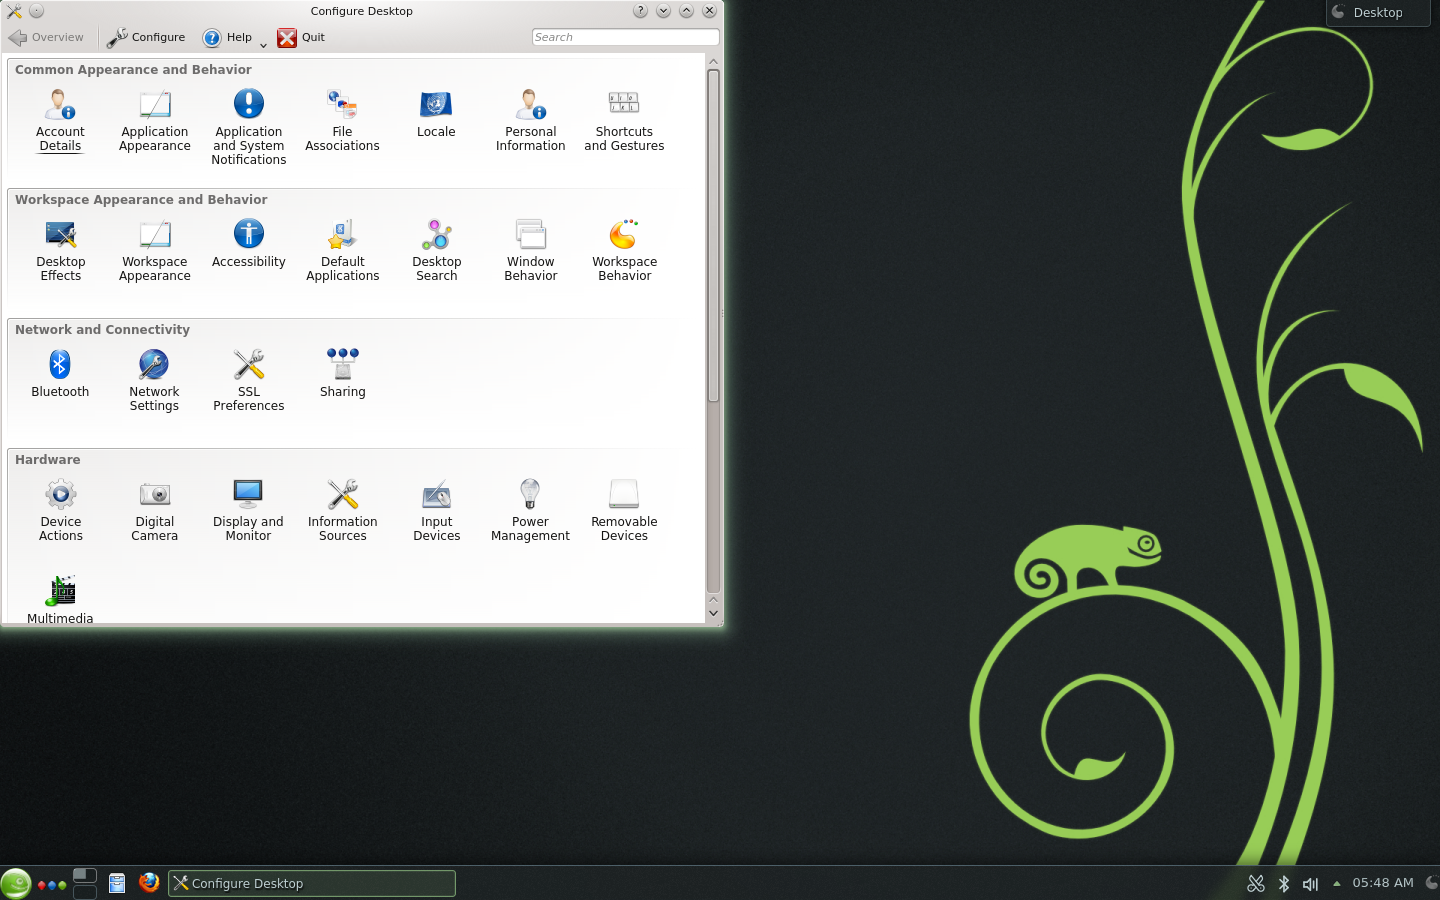 Configure Desktop
Desktop
Overview
Configure
Help
Quit
Search
Common Appearance and Behavior
Account
Details
Application
Appearance
Application
and System
Notifications
File
Associations
Locale
Personal
Information
Shortcuts
and Gestures
Workspace Appearance and Behavior
Desktop
Effects
Workspace
Appearance
Accessibility
Default
Applications
Desktop
Search
Window
Behavior
Workspace
Behavior
Network and Connectivity
Bluetooth
Network
Settings
SSL
Preferences
Sharing
Hardware
Device
Actions
Digital
Camera
Display and
Monitor
Information
Sources
Input
Devices
Power
Management
Removable
Devices
Multimedia
Configure Desktop
05:48 AM